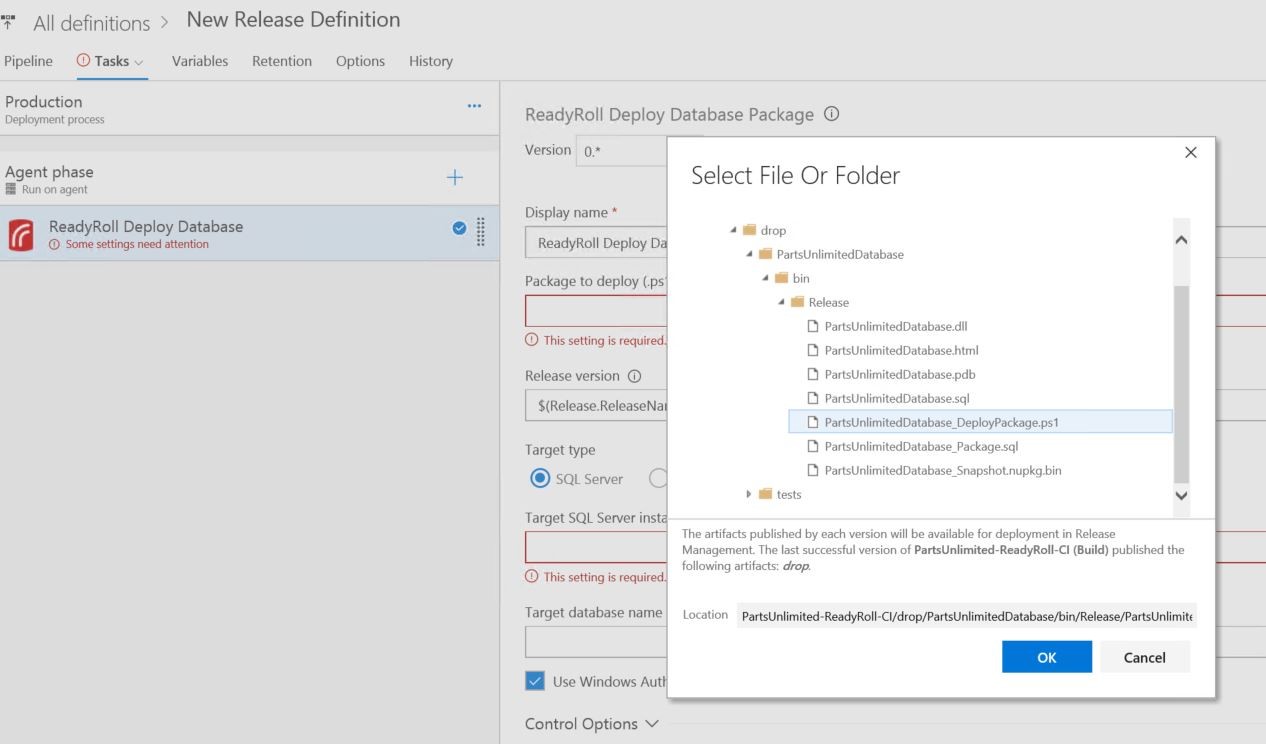 All definitions > New Release Definition
Pipeline Tasks Variables Retention Options History
Production
Deployment process
Agent phase
Run on agent
ReadyRoll Deploy Database
Some settings need attention
ReadyRoll Deploy Database Package
Version 0.*
Display name *
ReadyRoll Deploy Da
Package to deploy (.ps1
This setting is required.
Release version
$(Release.ReleaseNam
Target type
SQL Server
Target SQL Server insta
This setting is required.
Target database name
Use Windows Auth
Control Options
Select File Or Folder
drop
PartsUnlimitedDatabase
bin
Release
PartsUnlimitedDatabase.dll
PartsUnlimitedDatabase.html
PartsUnlimitedDatabase.pdb
PartsUnlimitedDatabase.sql
PartsUnlimitedDatabase_DeployPackage.ps1
PartsUnlimitedDatabase_Package.sql
PartsUnlimitedDatabase_Snapshot.nupkg.bin
tests
The artifacts published by each version will be available for deployment in Release
Management. The last successful version of PartsUnlimited-ReadyRoll-CI (Build) published the
following artifacts: drop.
Location PartsUnlimited-ReadyRoll-CI/drop/PartsUnlimitedDatabase/bin/Release/PartsUnlimite
OK Cancel